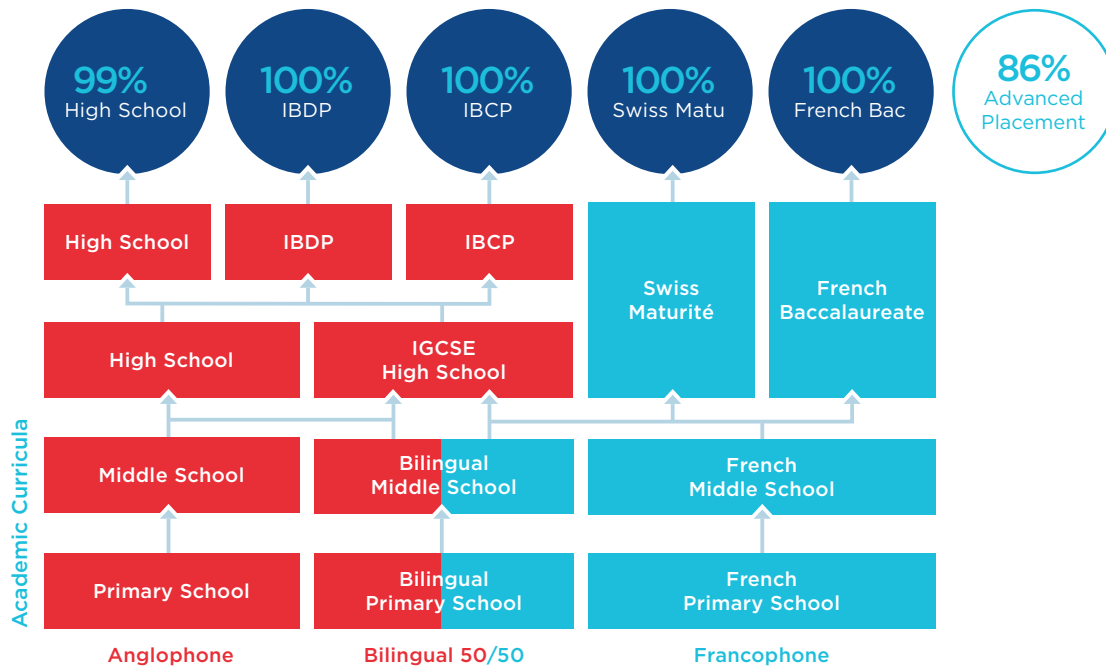 99%
High School
100%
IBDP
100%
IBCP
100%
Swiss Matu
100%
French Bac
86%
Advanced
Placement
High School
IBDP
IBCP
Swiss
Maturité
French
Baccalaureate
High School
IGCSE
High School
Middle School
Bilingual
Middle School
French
Middle School
Primary School
Bilingual
Primary School
French
Primary School
Academic Curricula
Anglophone
Bilingual 50/50
Francophone